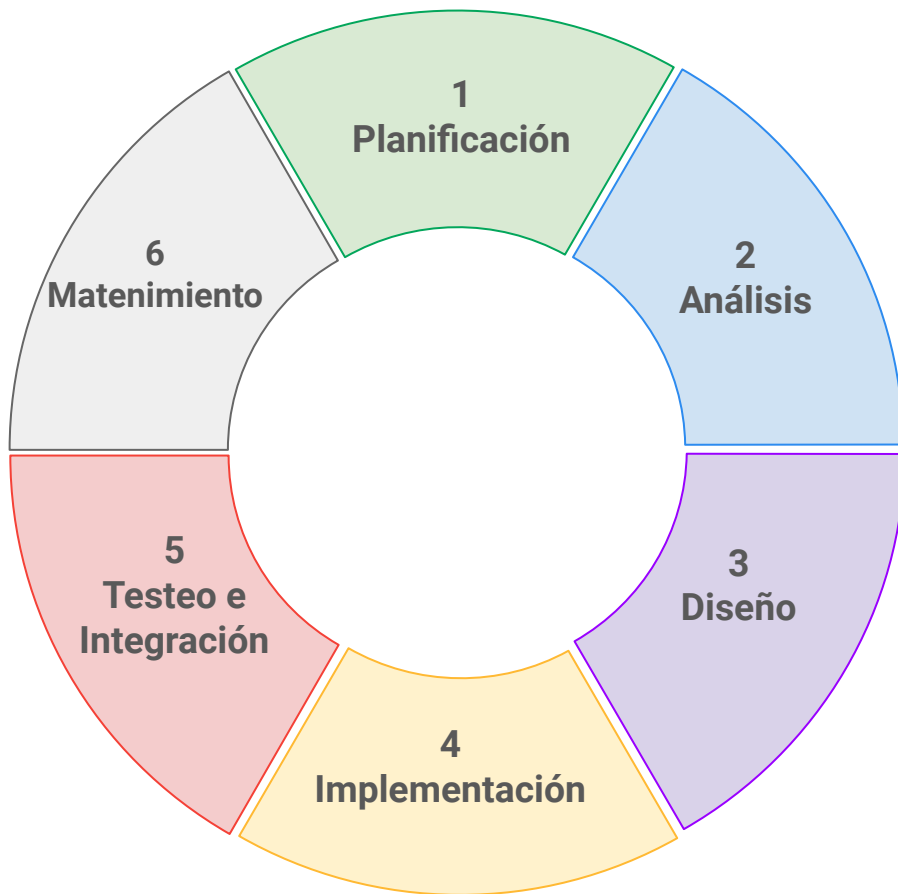 1
Planificación
2
Análisis
3
Diseño
4
Implementación
5
Testeo e
Integración
6
Matenimiento